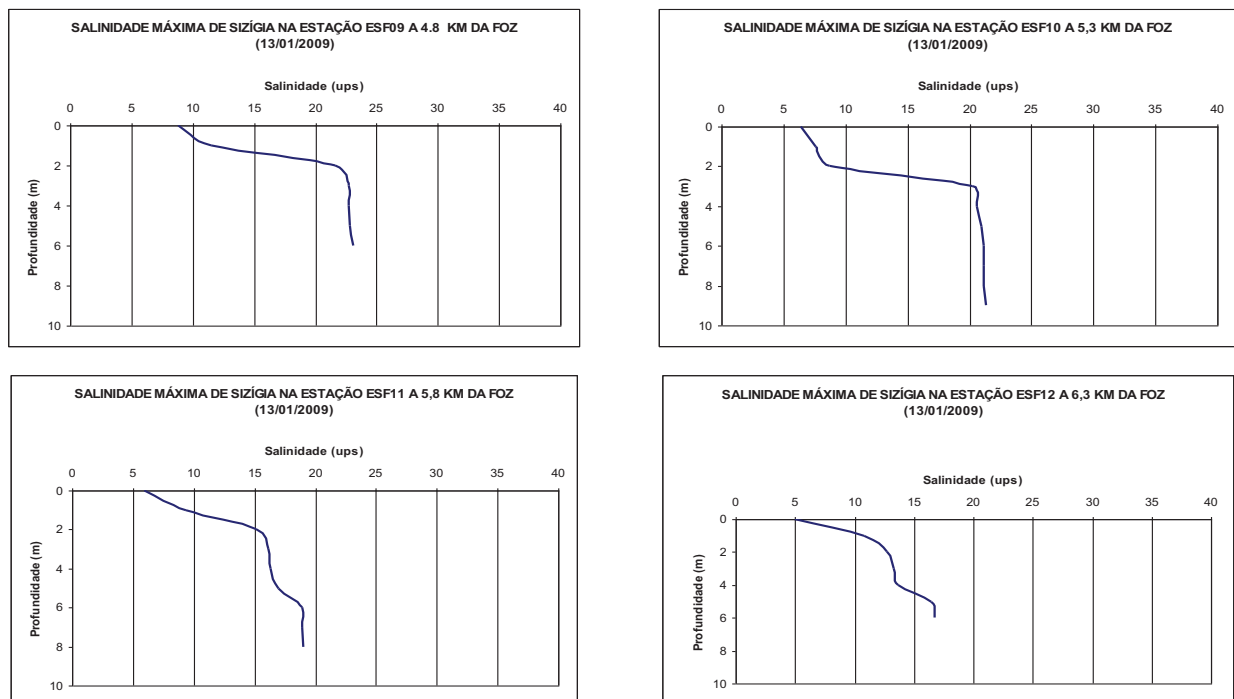 SALINIDADE MÁXIMA DE SIZÍGIA NA ESTAÇÃO ESF09 A 4.8 KM DA FOZ
(13/01/2009)
Salinidade (ups)
0 5 10 15 20 25 30 35 40
0
2
4
6
8
10
Profundidade (m)
SALINIDADE MÁXIMA DE SIZÍGIA NA ESTAÇÃO ESF10 A 5,3 KM DA FOZ
(13/01/2009)
Salinidade (ups)
0 5 10 15 20 25 30 35 40
0
2
4
6
8
10
Profundidade (m)
SALINIDADE MÁXIMA DE SIZÍGIA NA ESTAÇÃO ESF11 A 5,8 KM DA FOZ
(13/01/2009)
Salinidade (ups)
0 5 10 15 20 25 30 35 40
0
2
4
6
8
10
Profundidade (m)
SALINIDADE MÁXIMA DE SIZÍGIA NA ESTAÇÃO ESF12 A 6,3 KM DA FOZ
(13/01/2009)
Salinidade (ups)
0 5 10 15 20 25 30 35 40
0
2
4
6
8
10
Profundidade (m)